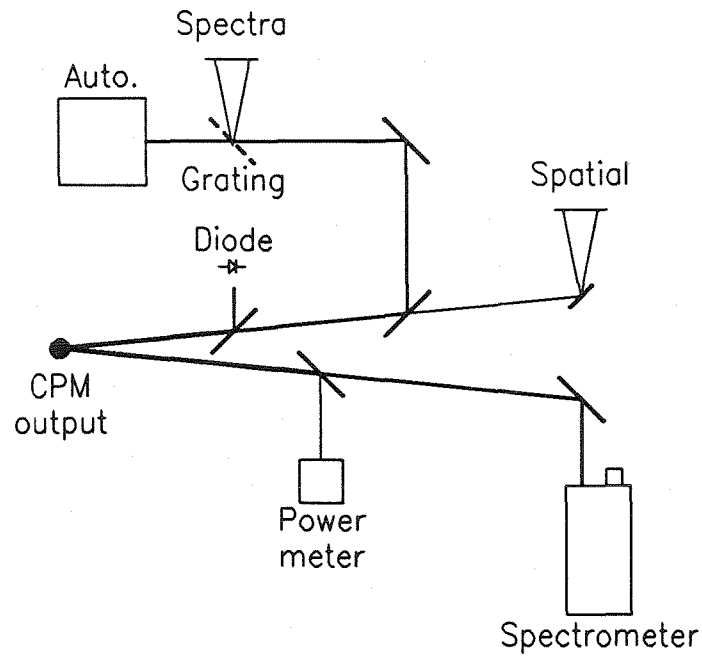 Spectra
Auto.
Grating
Spatial
Diode
CPM
output
Power
meter
Spectrometer